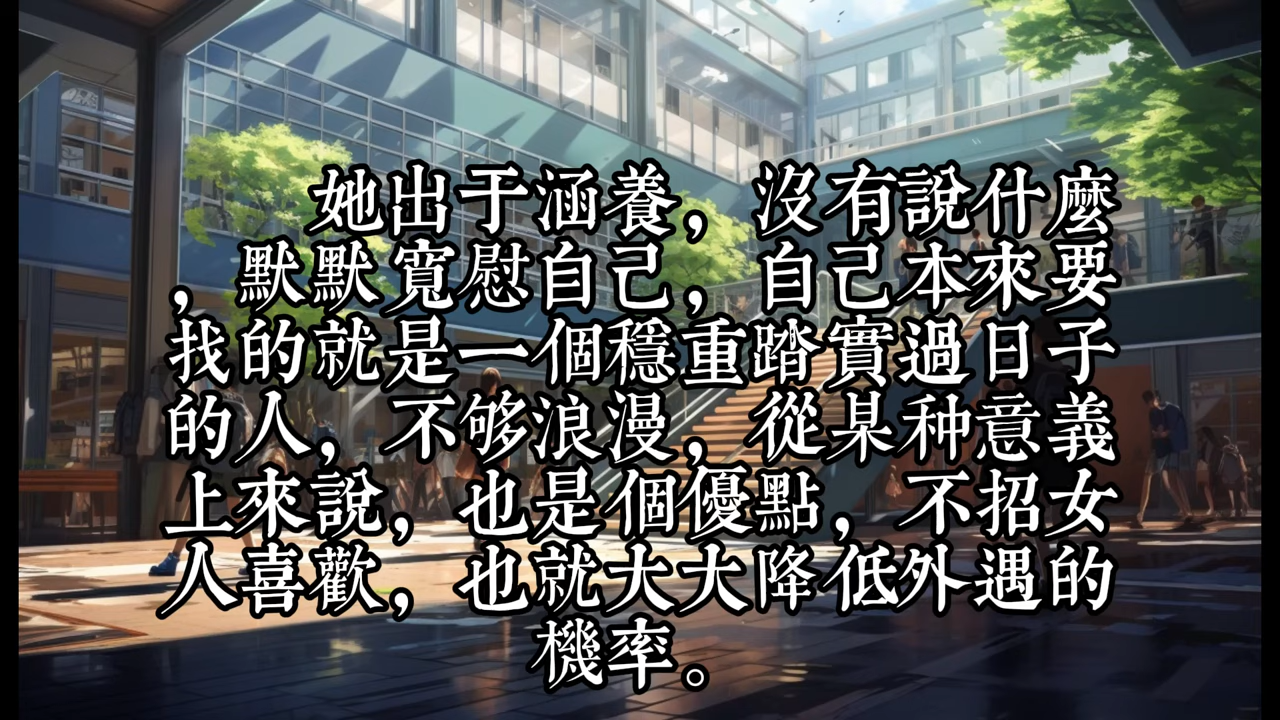 她出于涵養，沒有說什麼
，默默寬慰自己，自己本來要
找的就是一個穩重踏實過日子
的人，不够浪漫，從某种意義
上來說，也是個優點，不招女
人喜歡，也就大大降低外遇的
機率。